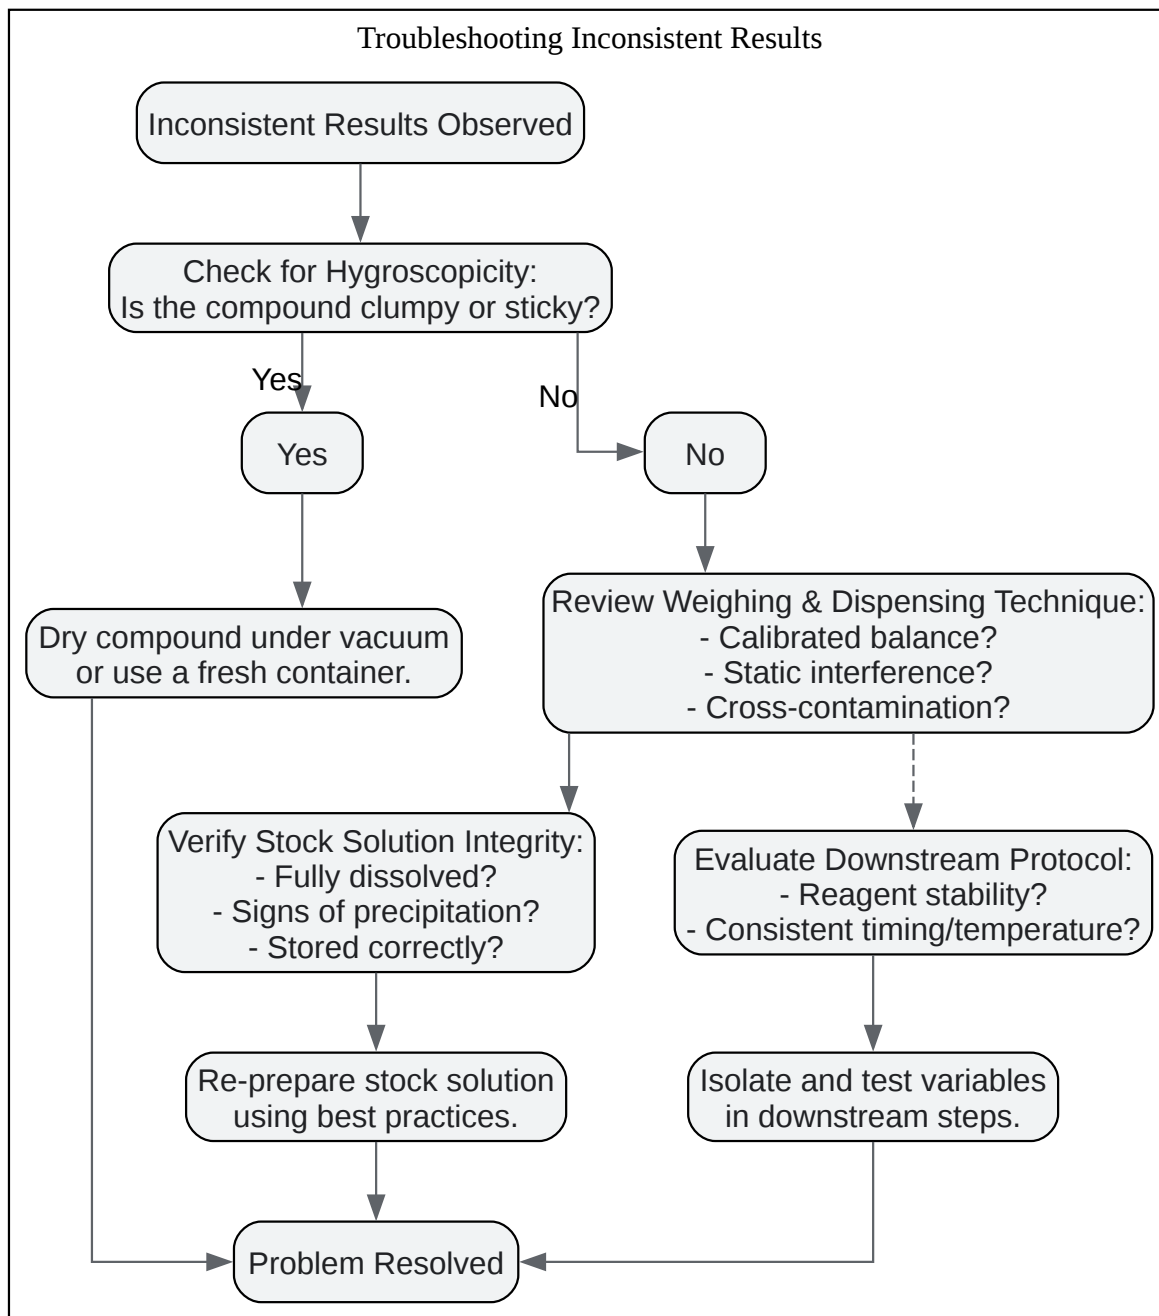 Troubleshooting Inconsistent Results
Inconsistent Results Observed
Check for Hygroscopicity:
Is the compound clumpy or sticky?
Yes
No
Yes
No
Dry compound under vacuum
or use a fresh container.
Review Weighing & Dispensing Technique:
- Calibrated balance?
- Static interference?
- Cross-contamination?
Verify Stock Solution Integrity:
- Fully dissolved?
- Signs of precipitation?
- Stored correctly?
Evaluate Downstream Protocol:
- Reagent stability?
- Consistent timing/temperature?
Re-prepare stock solution
using best practices.
Isolate and test variables
in downstream steps.
Problem Resolved